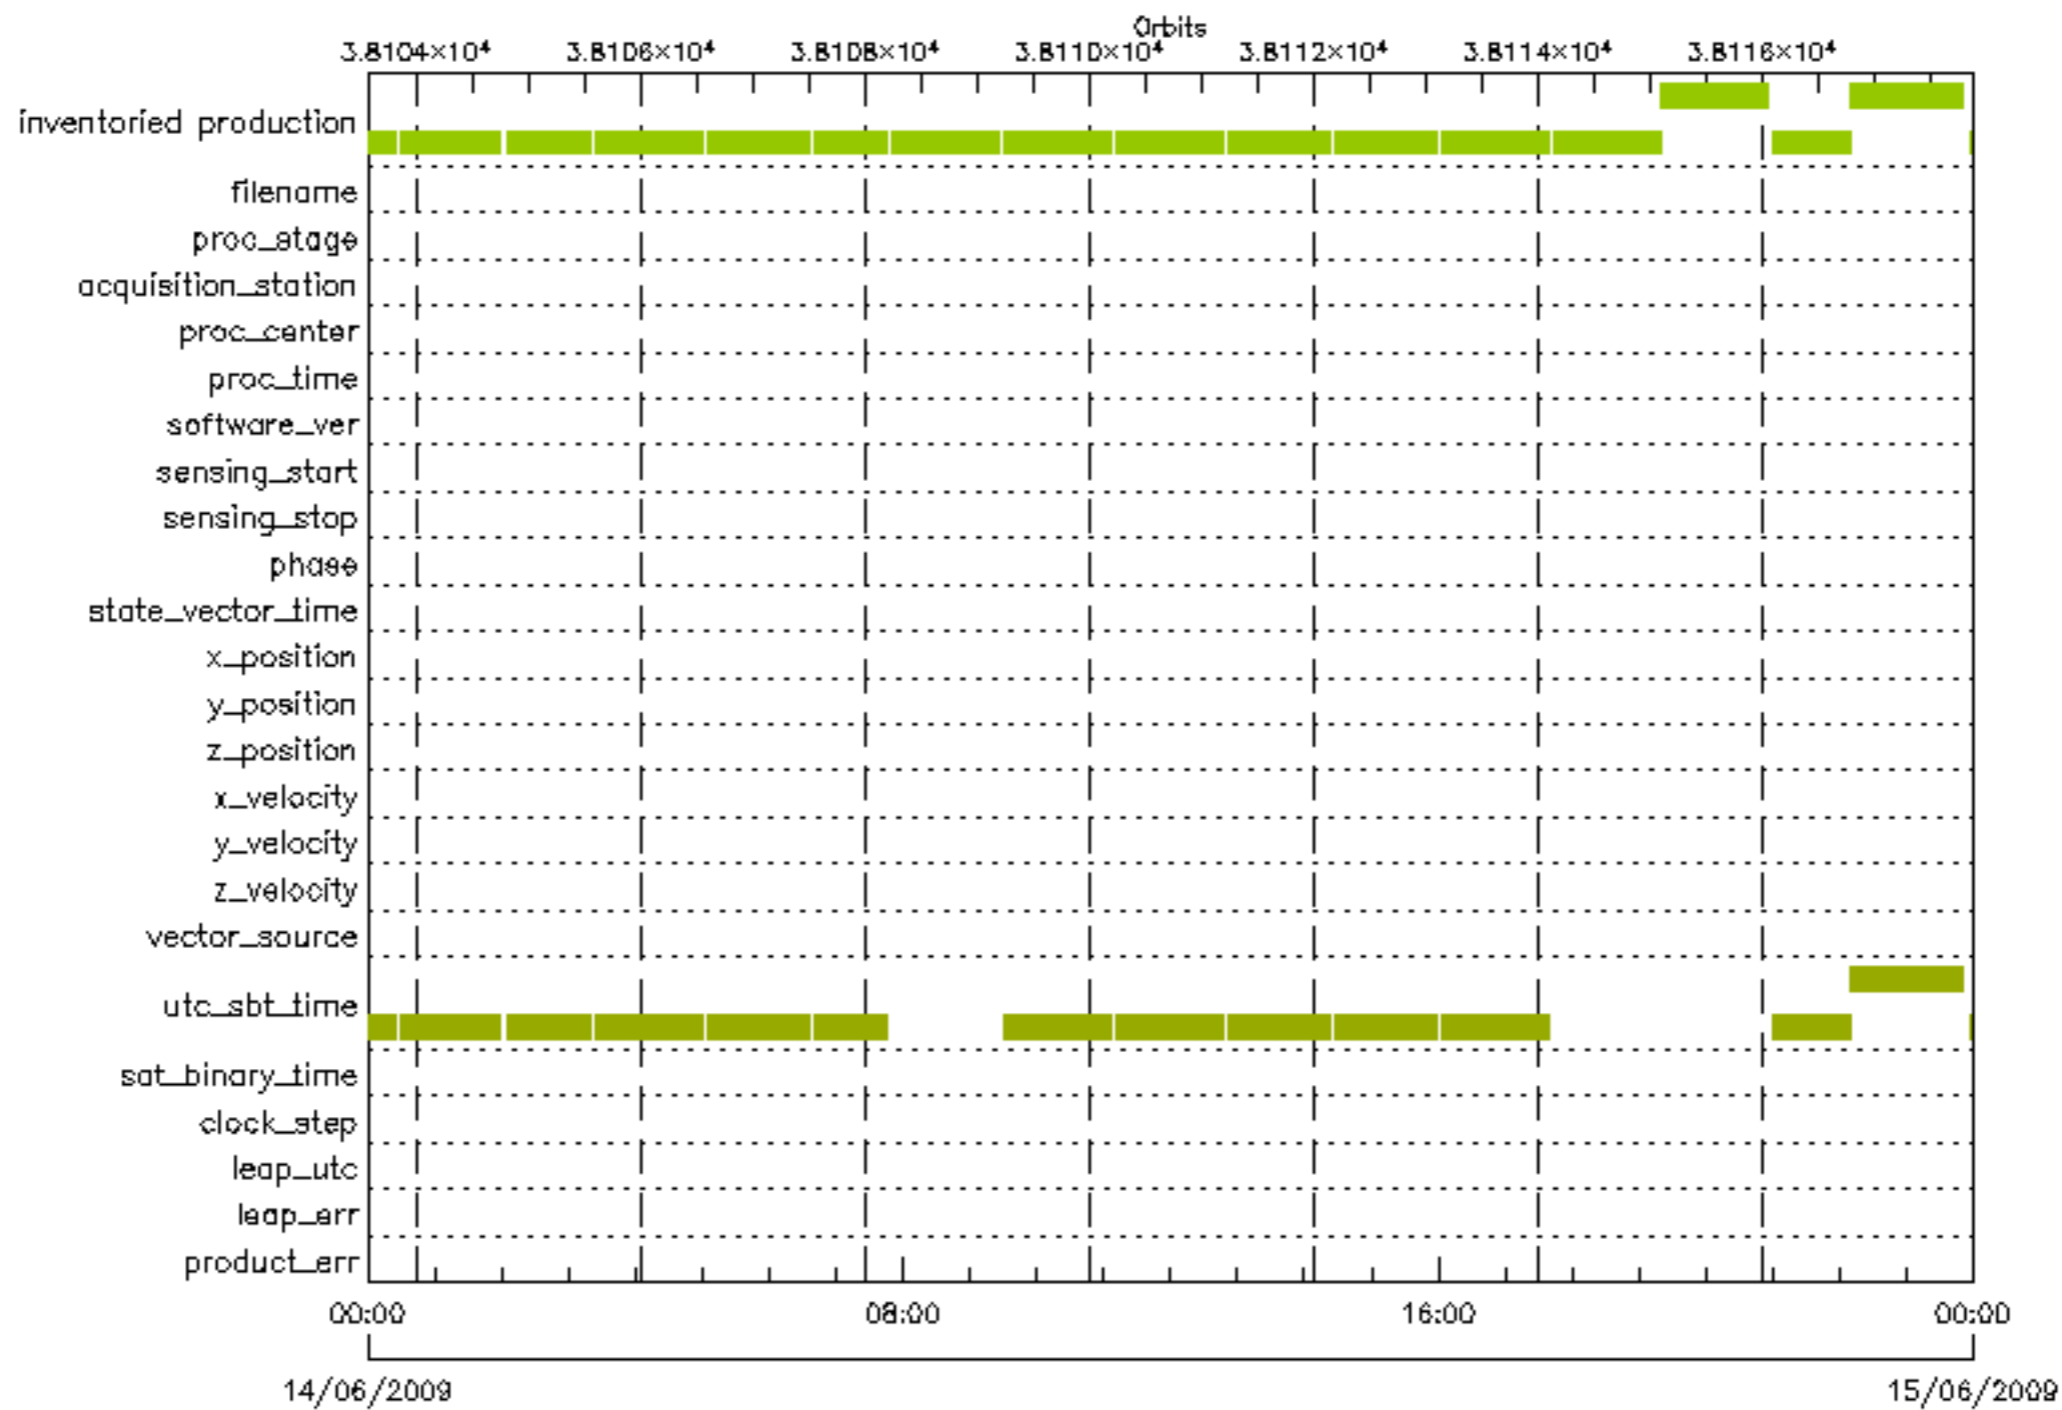 Orbits
3.8104×10⁴ 3.8106×10⁴ 3.8108×10⁴ 3.8110×10⁴ 3.8112×10⁴ 3.8114×10⁴ 3.8116×10⁴
inventoried production
filename
proc_stage
acquisition_station
proc_center
proc_time
software_ver
sensing_start
sensing_stop
phase
state_vector_time
x_position
y_position
z_position
x_velocity
y_velocity
z_velocity
vector_source
utc_sbt_time
sat_binary_time
clock_step
leap_utc
leap_err
product_err
00:00 08:00 16:00 00:00
14/06/2009 15/06/2009